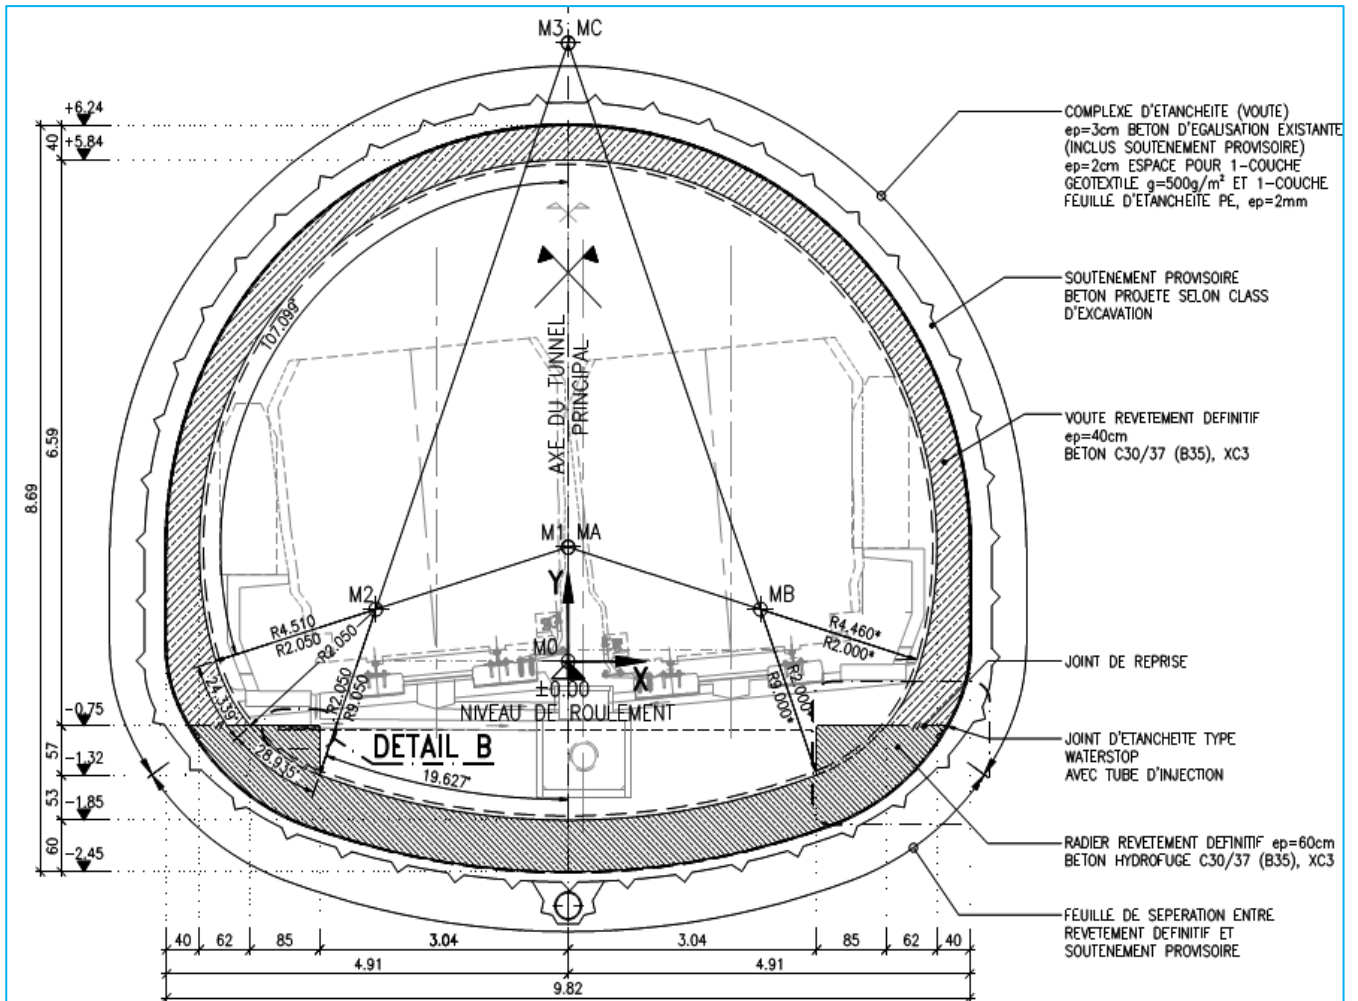 M3 MC
+6.24
40
+5.84
6.59
8.69
-0.75
57
-1.32
53
-1.85
60
-2.45
107.099°
AXE DU TUNNEL
PRINCIPAL
M1 MA
M2
MB
Y
X
M0
±0.00
NIVEAU DE ROULEMENT
R4.510
R2.050
R2.050
R2.050
R9.050
R4.460*
R2.000*
R2.000*
R9.000*
24.339°
28.935°
19.627°
DETAIL B
40 62 85 3.04 3.04 85 62 40
4.91 4.91
9.82
COMPLEXE D'ETANCHEITE (VOUTE)
ep=3cm BETON D'EGALISATION EXISTANTE
(INCLUS SOUTENEMENT PROVISOIRE)
ep=2cm ESPACE POUR 1-COUCHE
GEOTEXTILE g=500g/m² ET 1-COUCHE
FEUILLE D'ETANCHEITE PE, ep=2mm
SOUTENEMENT PROVISOIRE
BETON PROJETE SELON CLASS
D'EXCAVATION
VOUTE REVETEMENT DEFINITIF
ep=40cm
BETON C30/37 (B35), XC3
JOINT DE REPRISE
JOINT D'ETANCHEITE TYPE
WATERSTOP
AVEC TUBE D'INJECTION
RADIER REVETEMENT DEFINITIF ep=60cm
BETON HYDROFUGE C30/37 (B35), XC3
FEUILLE DE SEPERATION ENTRE
REVETEMENT DEFINITIF ET
SOUTENEMENT PROVISOIRE